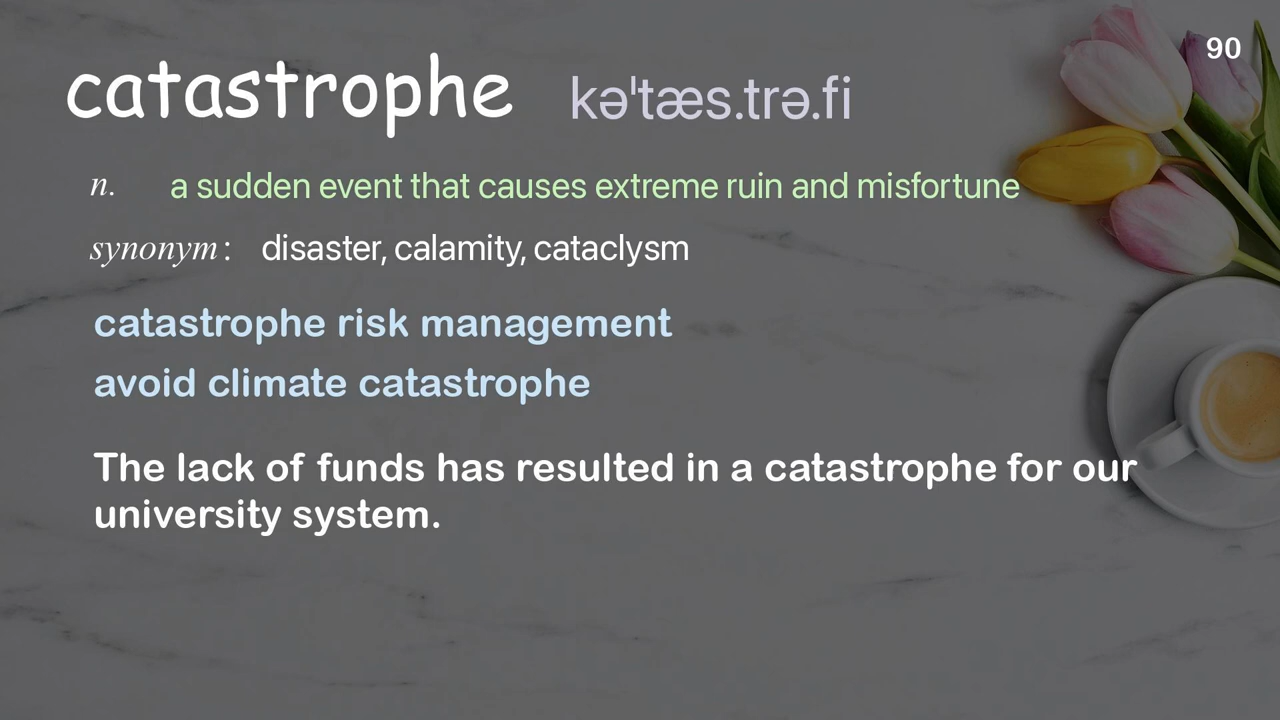 90
catastrophe kəˈtæs.trə.fi
n. a sudden event that causes extreme ruin and misfortune
synonym : disaster, calamity, cataclysm
catastrophe risk management
avoid climate catastrophe
The lack of funds has resulted in a catastrophe for our
university system.